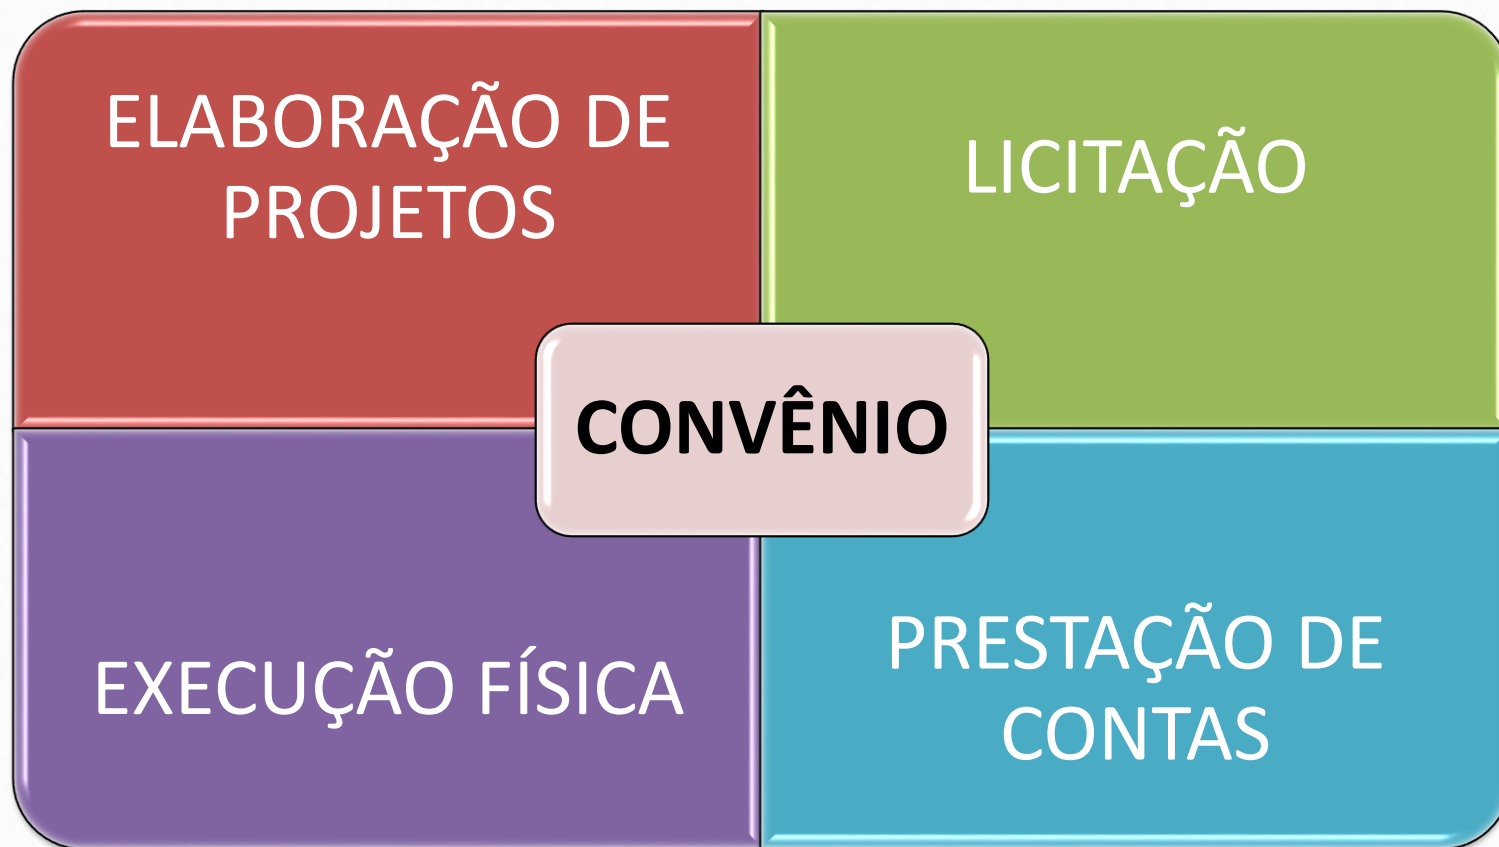 ELABORAÇÃO DE
PROJETOS
LICITAÇÃO
CONVÊNIO
EXECUÇÃO FÍSICA
PRESTAÇÃO DE
CONTAS